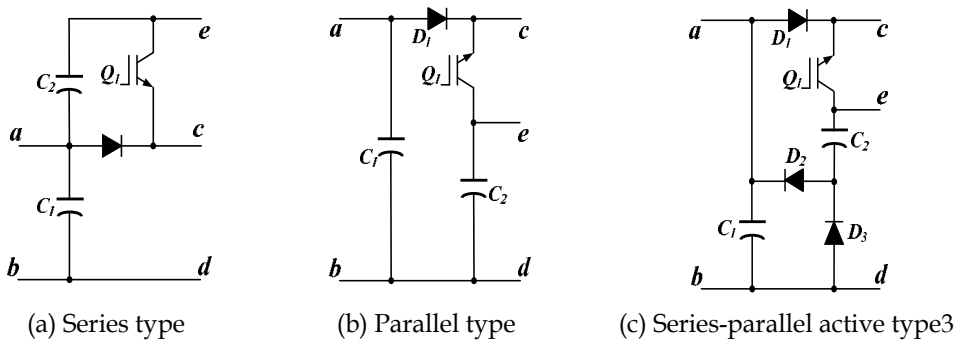 e
C2
Q1
a
c
C1
b
d
(a) Series type
a
D1
c
Q1
e
C1
C2
b
d
(b) Parallel type
a
D1
c
Q1
e
C2
D2
C1
D3
b
d
(c) Series-parallel active type3